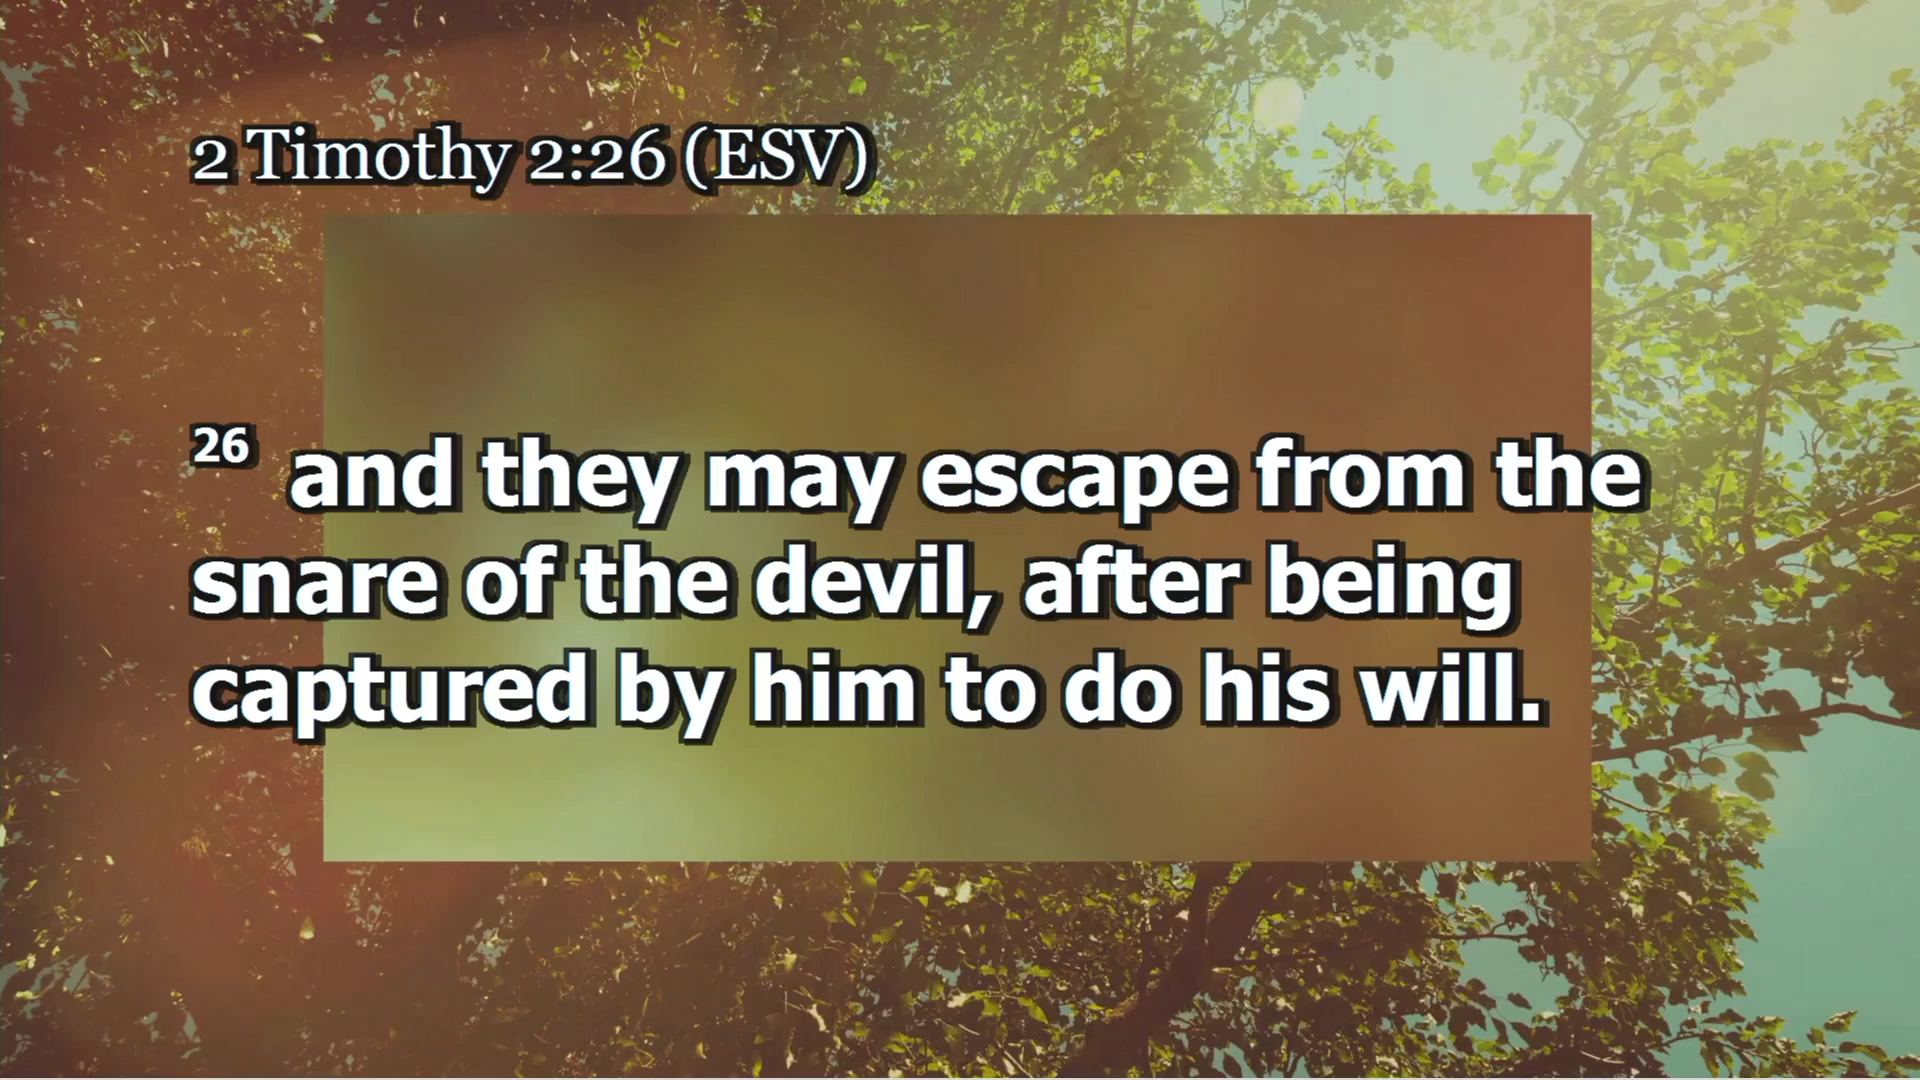 2 Timothy 2:26 (ESV)
26 and they may escape from the
snare of the devil, after being
captured by him to do his will.